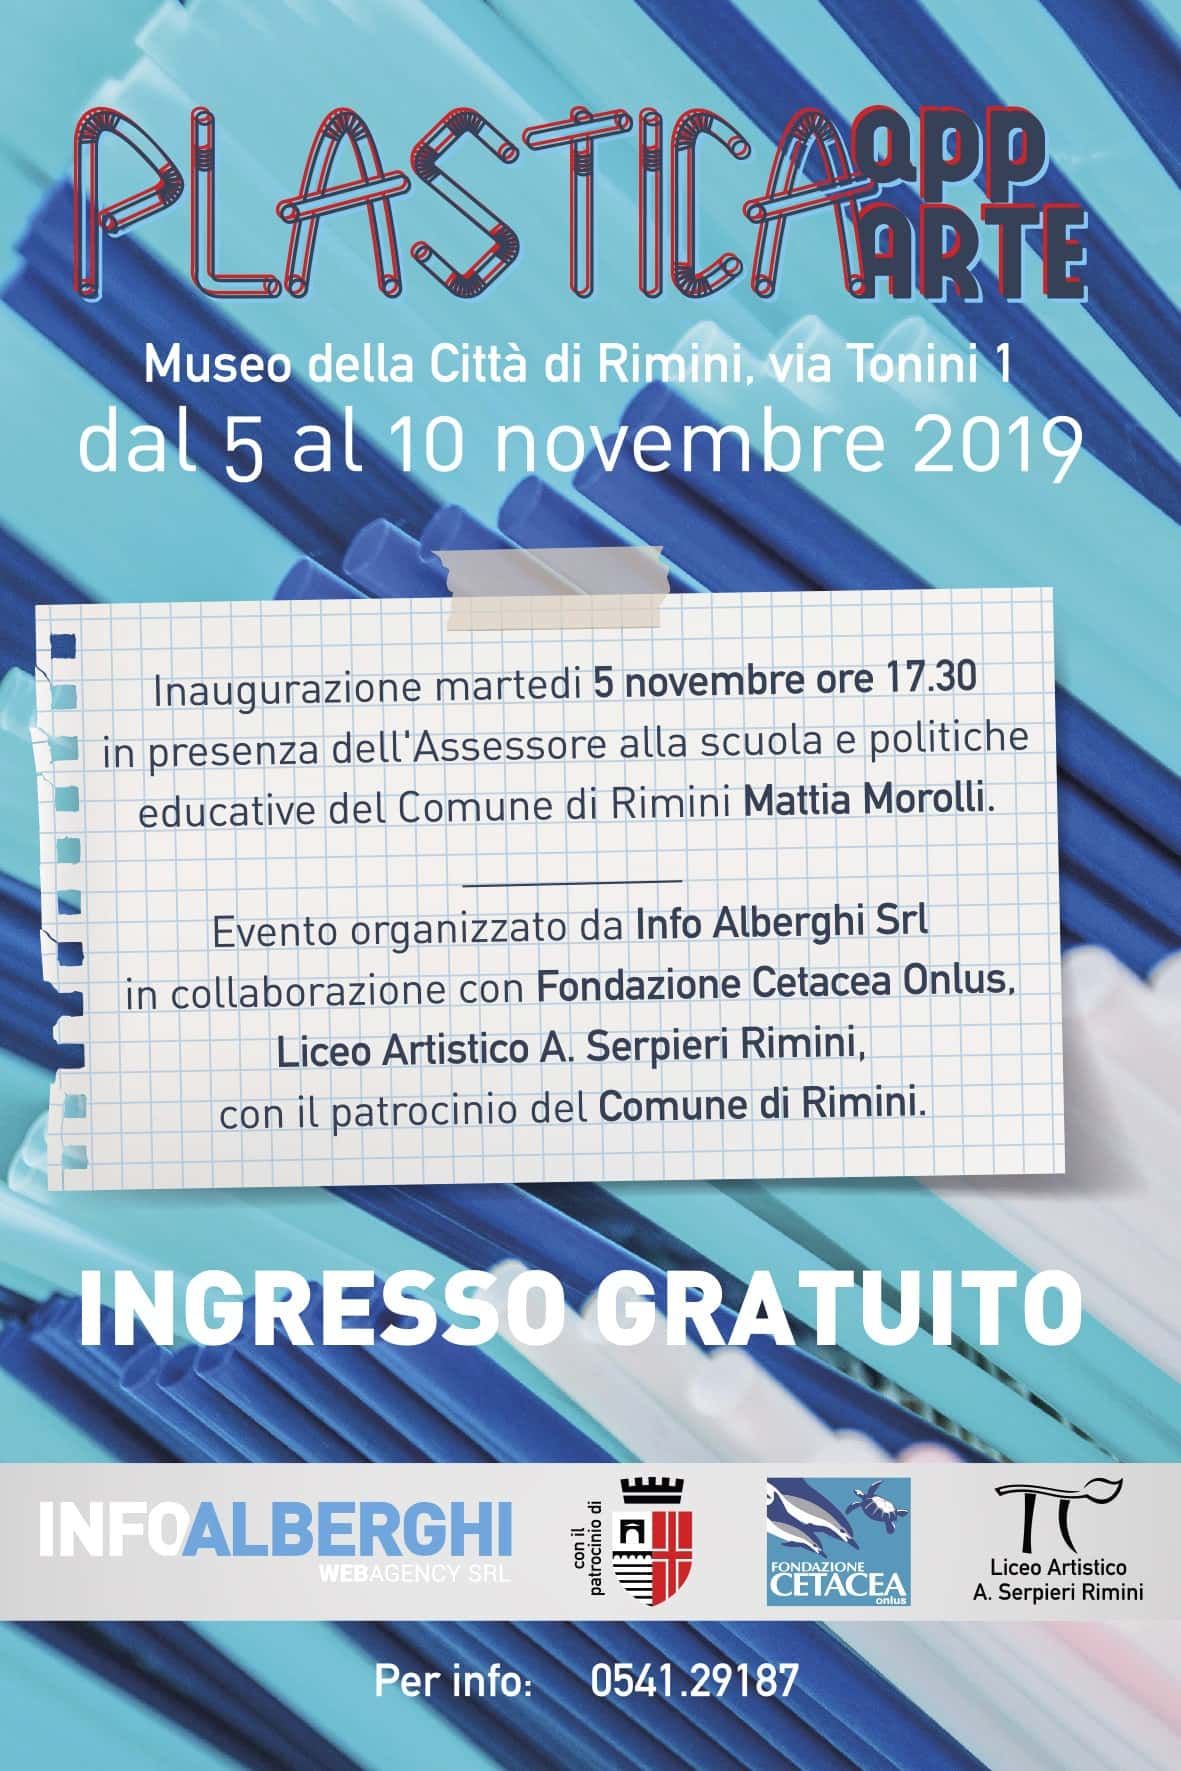 PLASTICA app
ARTE
Museo della Città di Rimini, via Tonini 1
dal 5 al 10 novembre 2019
Inaugurazione martedi 5 novembre ore 17.30
in presenza dell'Assessore alla scuola e politiche
educative del Comune di Rimini Mattia Morolli.
Evento organizzato da Info Alberghi Srl
in collaborazione con Fondazione Cetacea Onlus,
Liceo Artistico A. Serpieri Rimini,
con il patrocinio del Comune di Rimini.
INGRESSO GRATUITO
INFOALBERGHI
WEBAGENCY SRL
con il
patrocinio di
FONDAZIONE
CETACEA
onlus
Liceo Artistico
A. Serpieri Rimini
Per info: 0541.29187